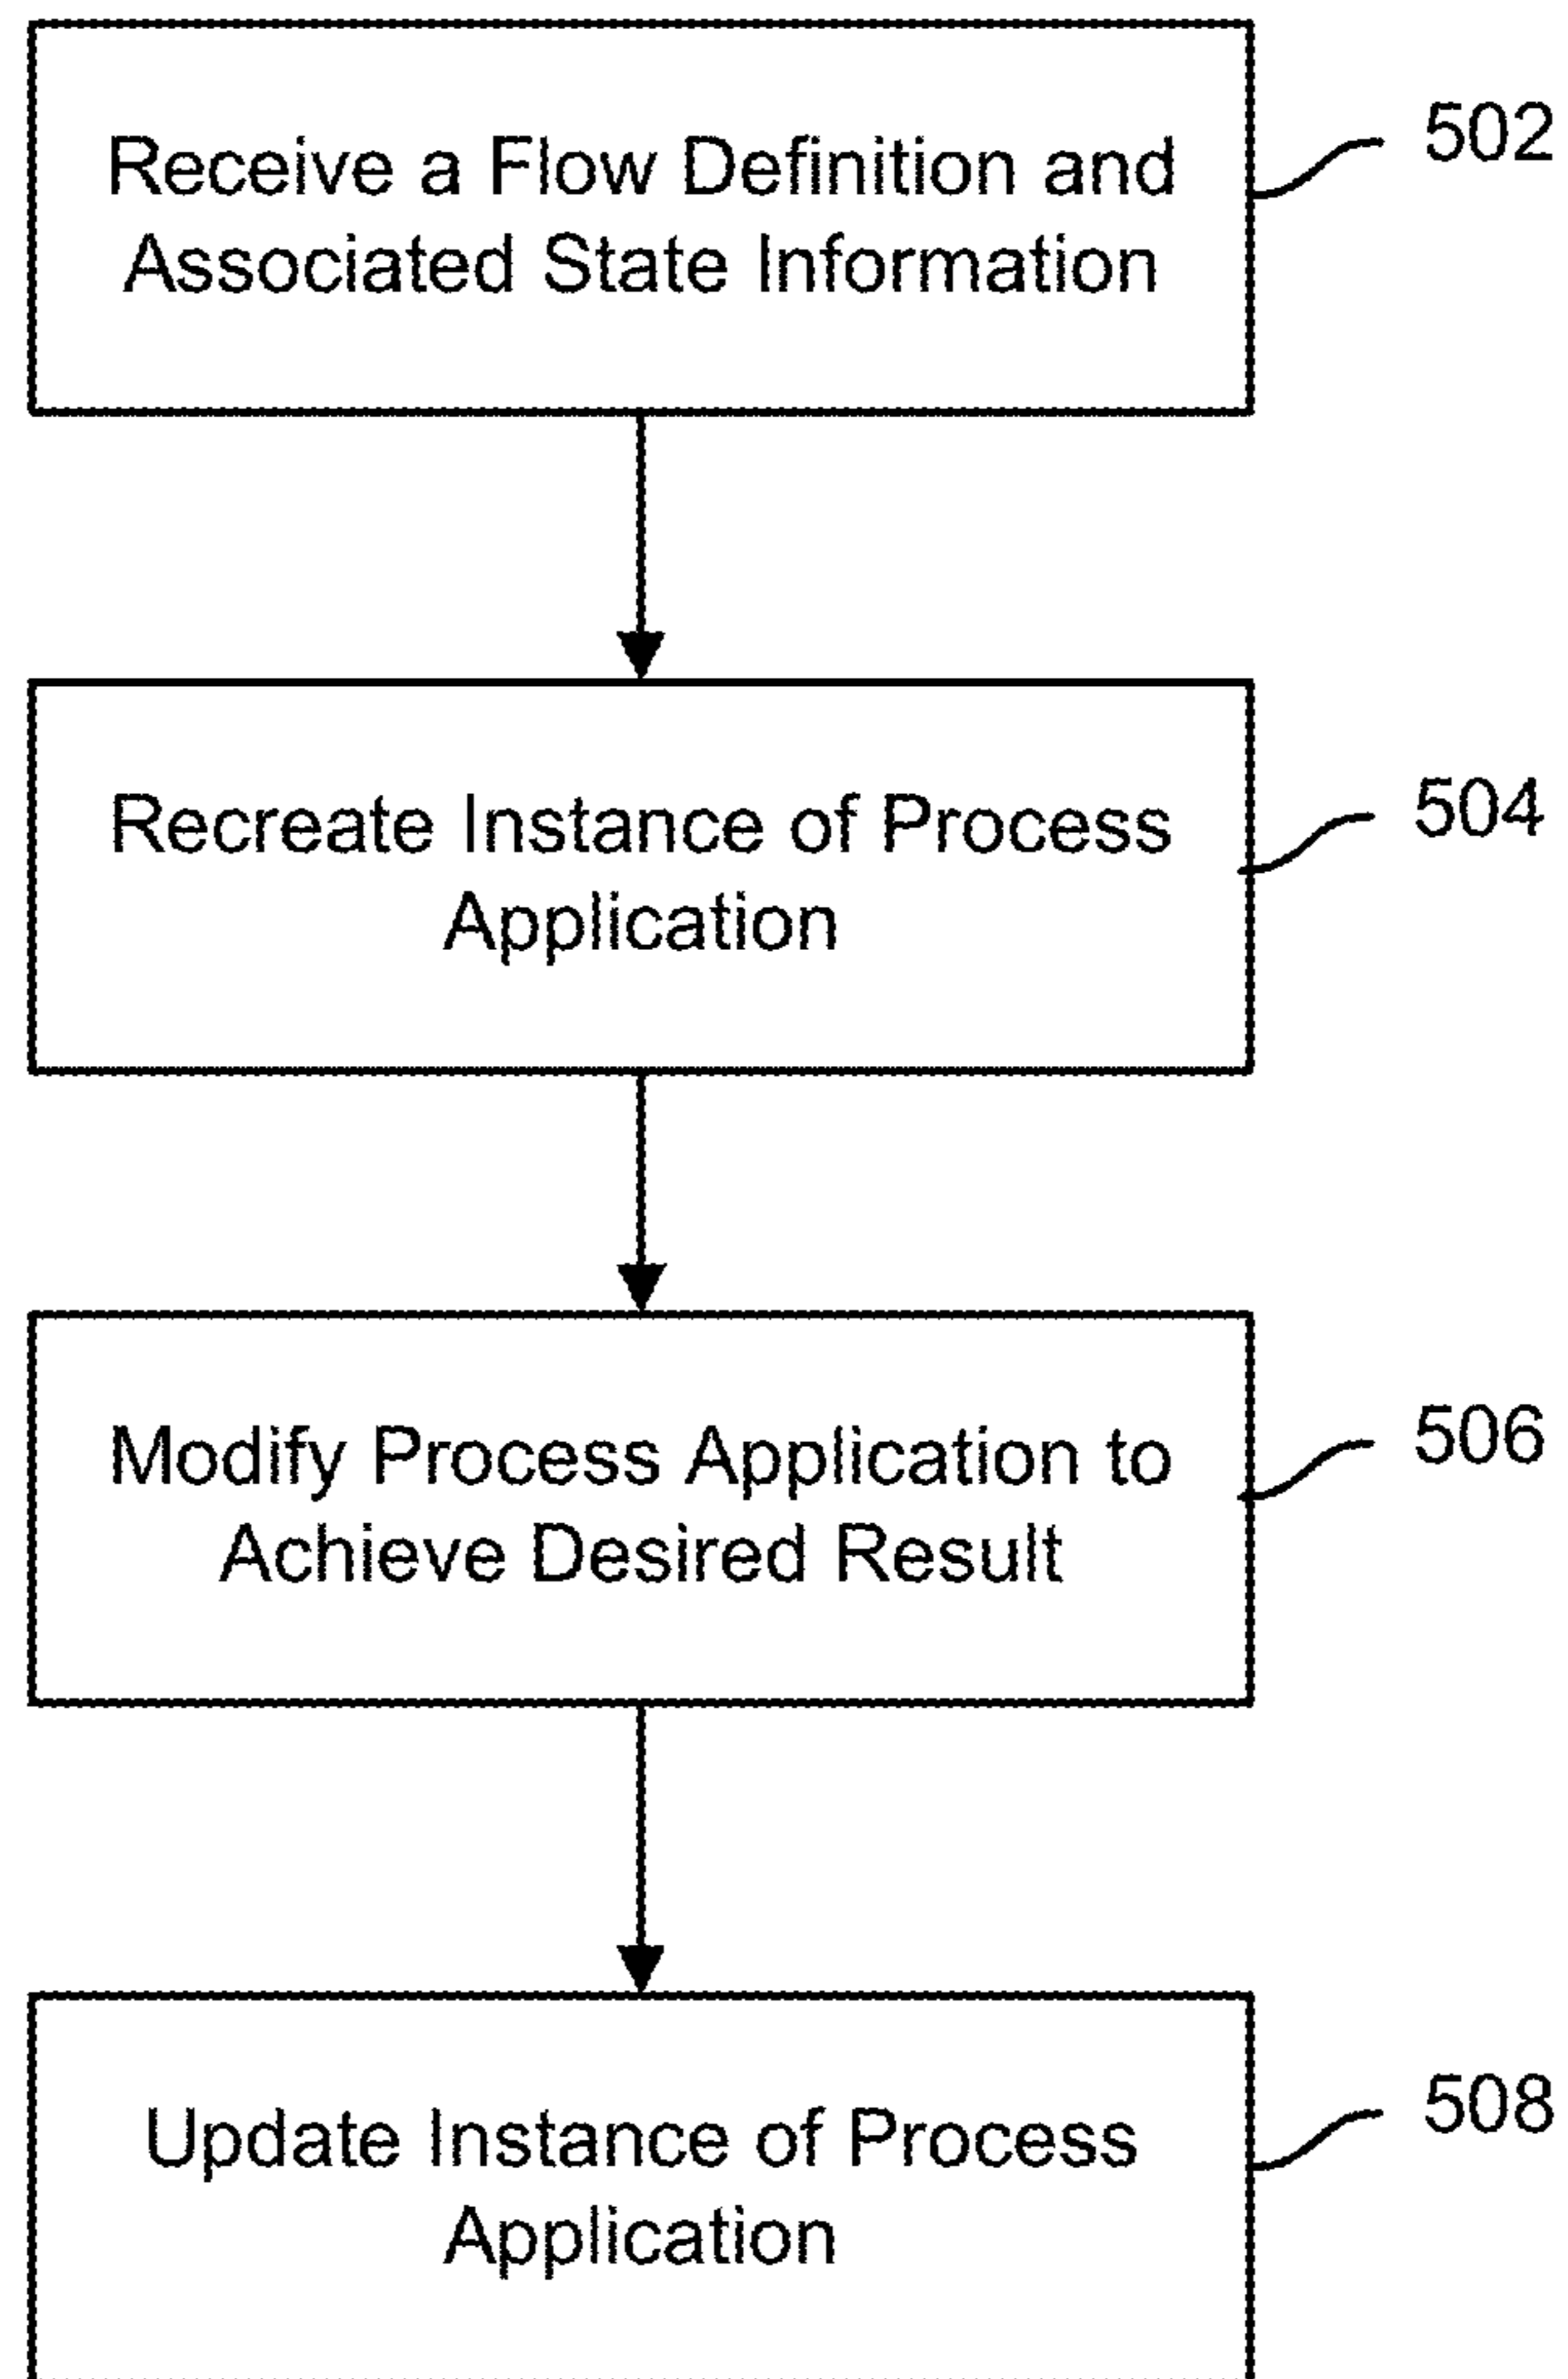 Receive a Flow Definition and
Associated State Information
502
Recreate Instance of Process
Application
504
Modify Process Application to
Achieve Desired Result
506
Update Instance of Process
Application
508